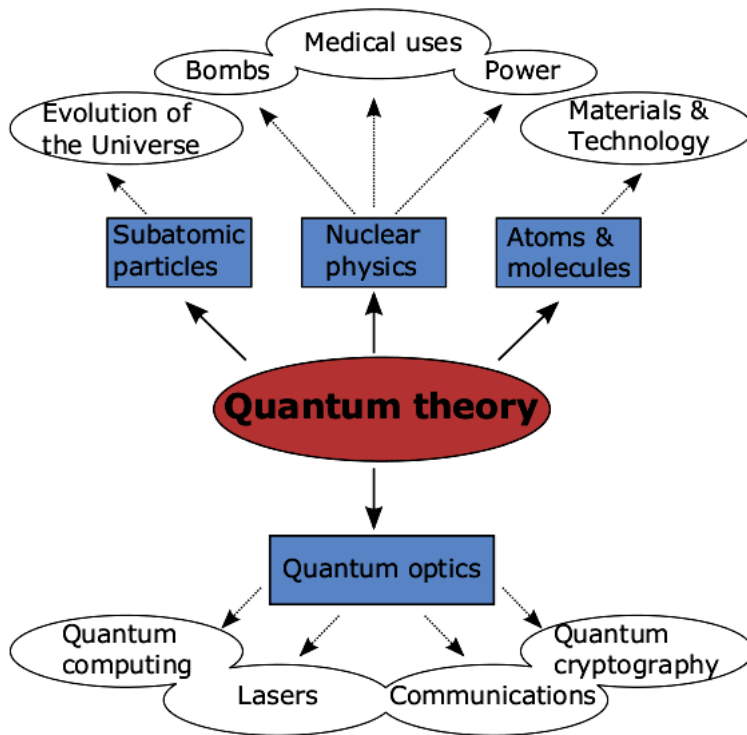 Medical uses
Bombs
Power
Evolution of
the Universe
Materials &
Technology
Subatomic
particles
Nuclear
physics
Atoms &
molecules
Quantum theory
Quantum optics
Quantum
computing
Quantum
cryptography
Lasers
Communications